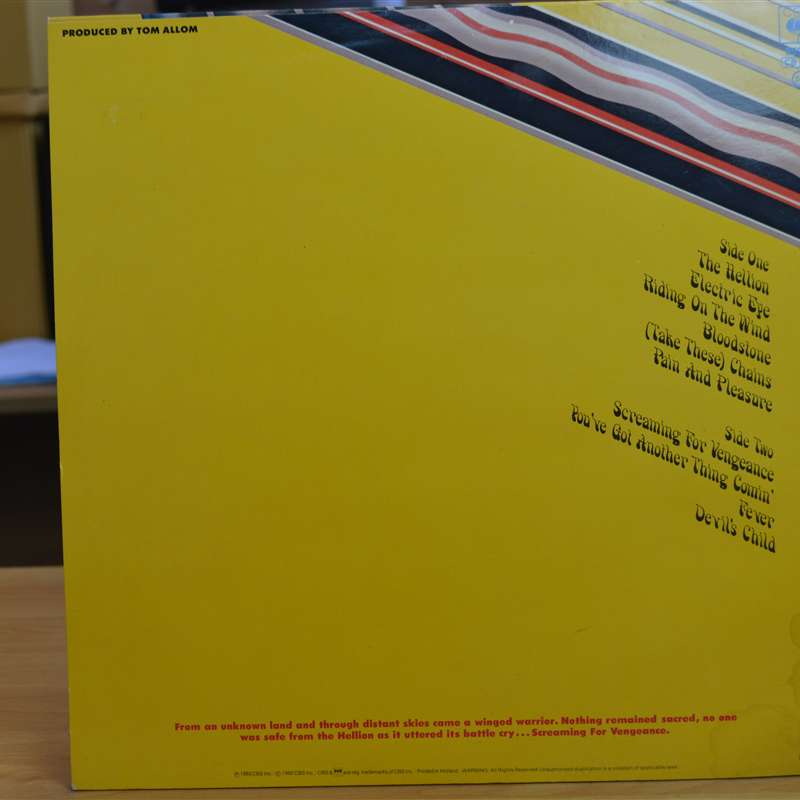 PRODUCED BY TOM ALLOM
Side One
The Hellion
Electric Eye
Riding On The Wind
Bloodstone
(Take These) Chains
Pain And Pleasure
Side Two
Screaming For Vengeance
You've Got Another Thing Comin'
Fever
Devil's Child
From an unknown land and through distant skies came a winged warrior. Nothing remained sacred, no one
was safe from the Hellion as it uttered its battle cry...Screaming For Vengeance.